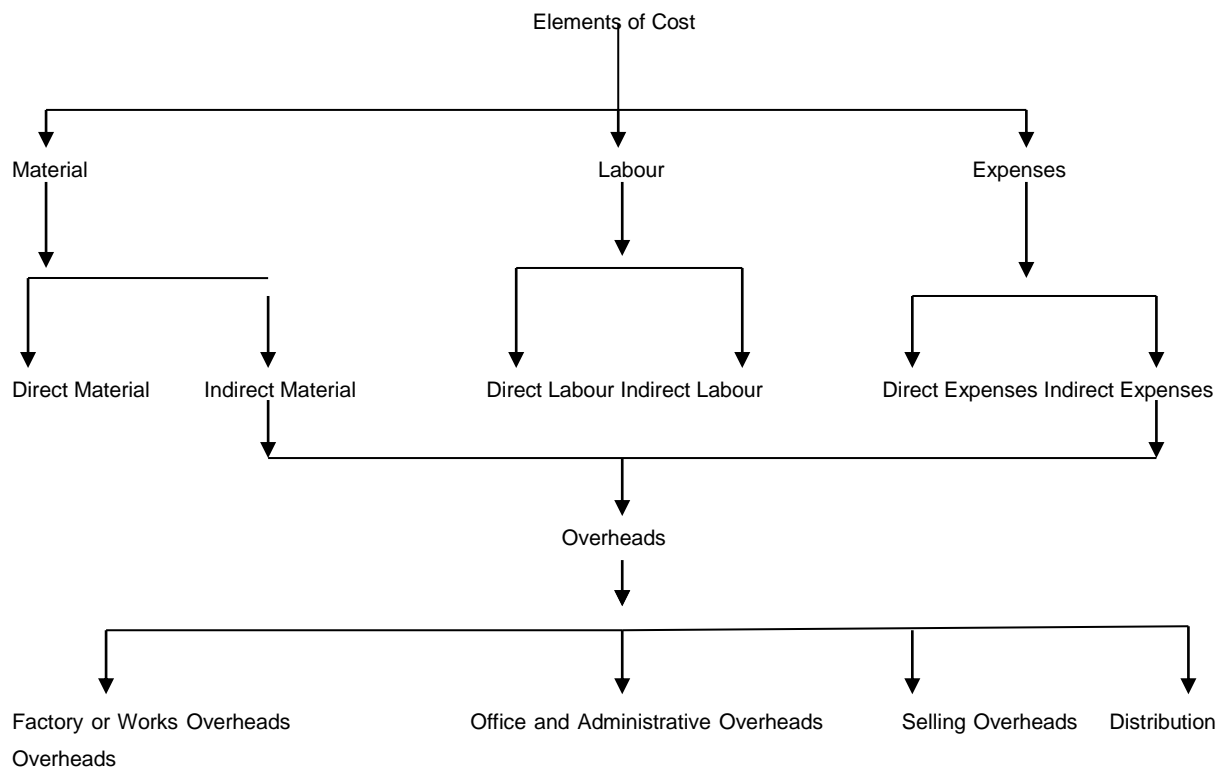 Elements of Cost
Material Labour Expenses
Direct Material Indirect Material Direct Labour Indirect Labour Direct Expenses Indirect Expenses
Overheads
Factory or Works Overheads Office and Administrative Overheads Selling Overheads Distribution
Overheads